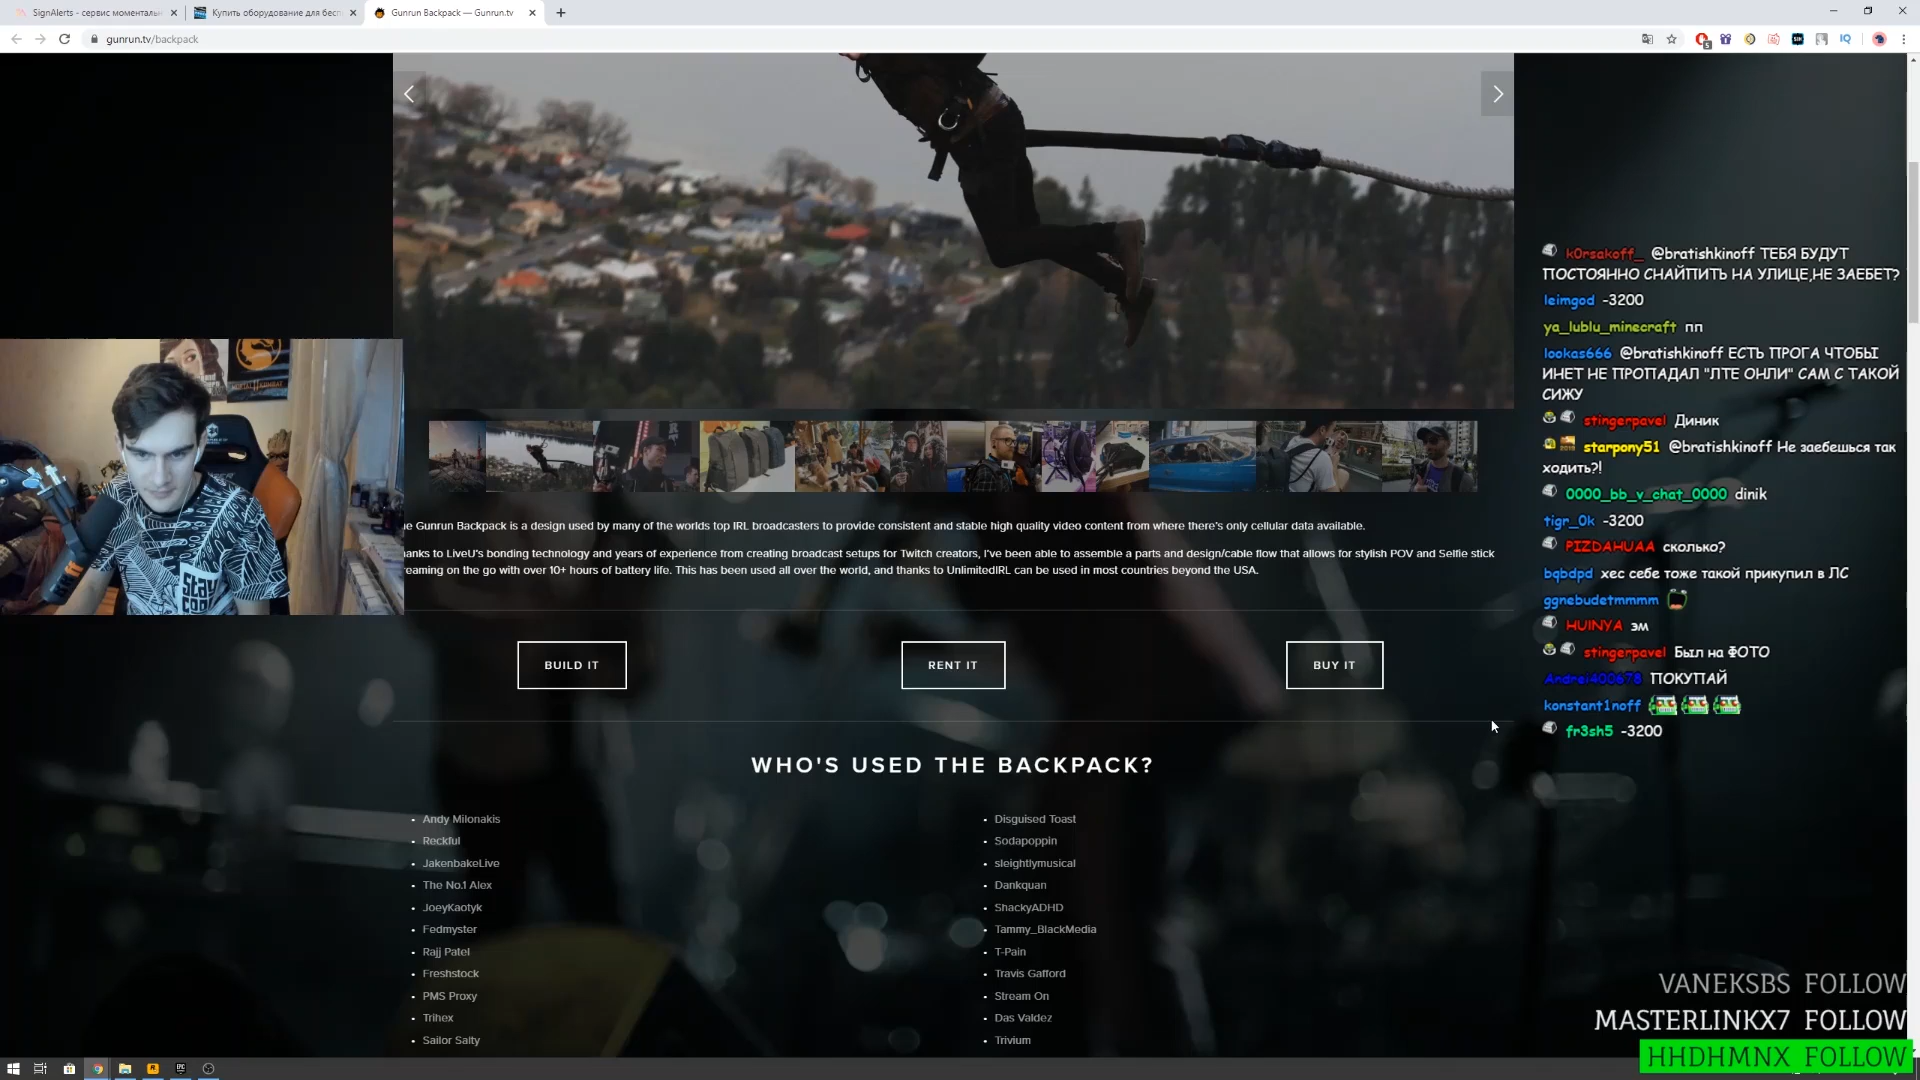 SignAlerts - сервис моменталь
Купить оборудование для бесп
Gunrun Backpack — Gunrun.tv
gunrun.tv/backpack
k0rsakoff_ @bratishkinoff ТЕБЯ БУДУТ
ПОСТОЯННО СНАЙПИТЬ НА УЛИЦЕ,НЕ ЗАЕБЕТ?
leimgod -3200
ya_lublu_minecraft пп
lookas666 @bratishkinoff ЕСТЬ ПРОГА ЧТОБЫ
ИНЕТ НЕ ПРОПАДАЛ "ЛТЕ ОНЛИ" САМ С ТАКОЙ
СИЖУ
stingerpavel Диник
starpony51 @bratishkinoff Не заебешься так
ходить?!
0000_bb_v_chat_0000 dinik
tigr_0k -3200
PIZDAHUAA сколько?
bqbdpd хес себе тоже такой прикупил в ЛС
ggnebudetmmmm
HUINYA эм
stingerpavel Был на ФОТО
Andrei400678 ПОКУПАЙ
konstant1noff
fr3sh5 -3200
e Gunrun Backpack is a design used by many of the worlds top IRL broadcasters to provide consistent and stable high quality video content from where there's only cellular data available.
anks to LiveU's bonding technology and years of experience from creating broadcast setups for Twitch creators, I've been able to assemble a parts and design/cable flow that allows for stylish POV and Selfie stick
eaming on the go with over 10+ hours of battery life. This has been used all over the world, and thanks to UnlimitedIRL can be used in most countries beyond the USA.
BUILD IT
RENT IT
BUY IT
WHO'S USED THE BACKPACK?
Andy Milonakis
Reckful
JakenbakeLive
The No.1 Alex
JoeyKaotyk
Fedmyster
Rajj Patel
Freshstock
PMS Proxy
Trihex
Sailor Salty
Disguised Toast
Sodapoppin
sleightlymusical
Dankquan
ShackyADHD
Tammy_BlackMedia
T-Pain
Travis Gafford
Stream On
Das Valdez
Trivium
VANEKSBS FOLLOW
MASTERLINKX7 FOLLOW
HHDHMNX FOLLOW